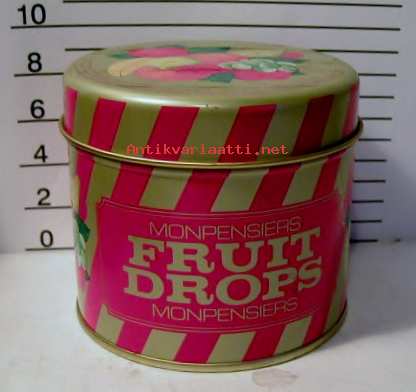 10
8
6
4
2
0
Antikvariaatti.net
MONPENSIERS
FRUIT
DROPS
MONPENSIERS